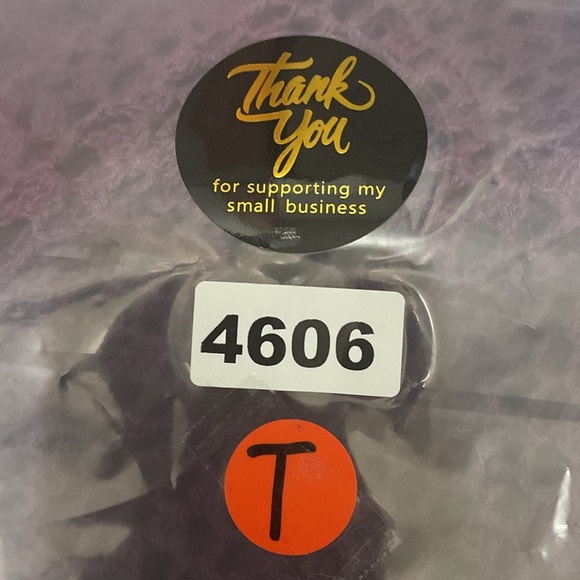 Thank
You
for supporting my
small business
4606
T